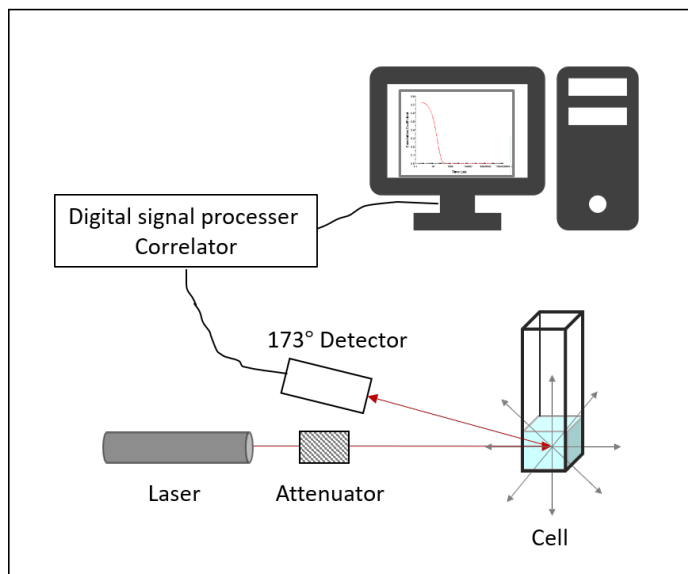 Digital signal processer
Correlator
173° Detector
Laser
Attenuator
Cell